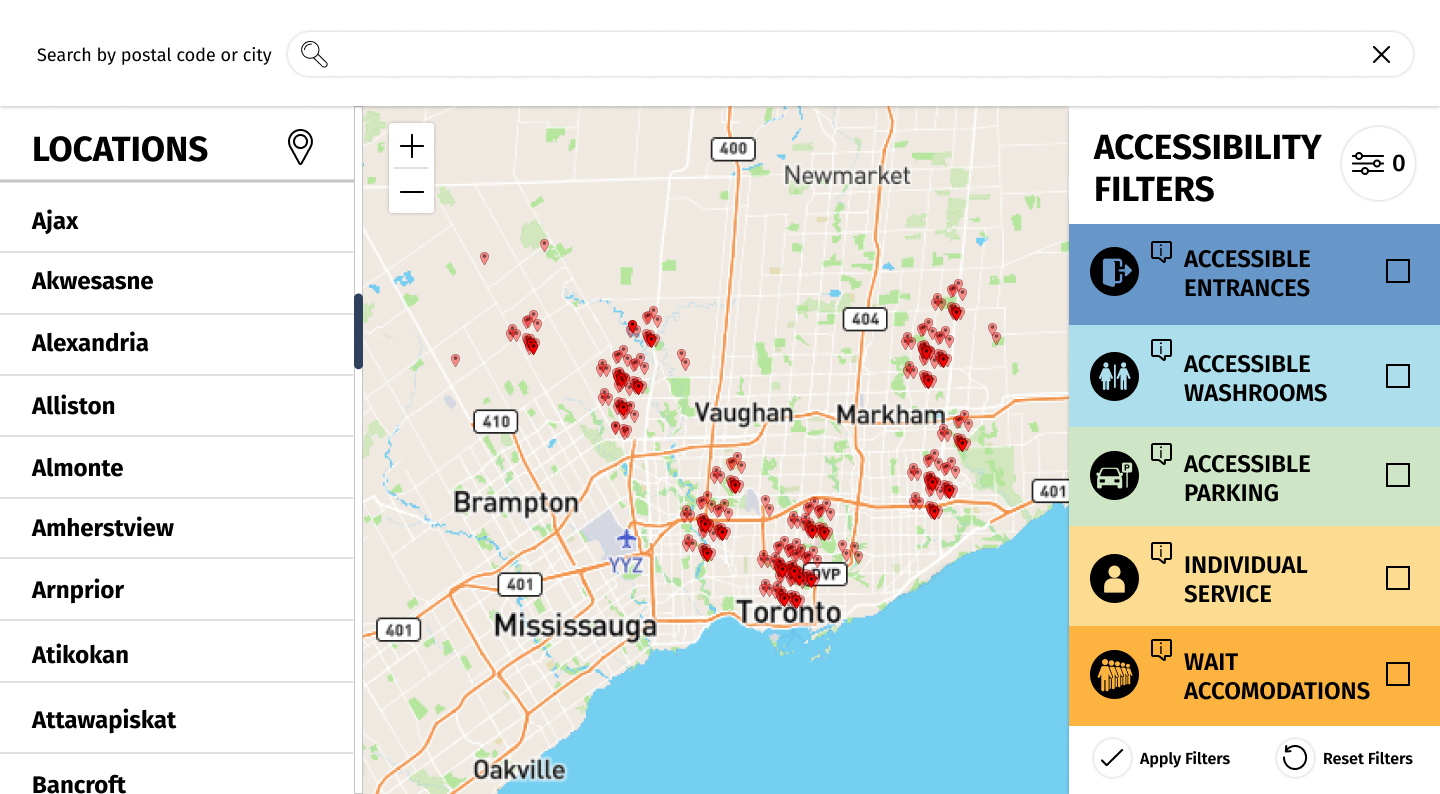 Search by postal code or city
LOCATIONS
Ajax
Akwesasne
Alexandria
Alliston
Almonte
Amherstview
Arnprior
Atikokan
Attawapiskat
Bancroft
400
Newmarket
404
Vaughan
Markham
410
401
Brampton
YYZ
401
DVP
Toronto
Mississauga
401
Oakville
ACCESSIBILITY
FILTERS
0
ACCESSIBLE
ENTRANCES
ACCESSIBLE
WASHROOMS
P
ACCESSIBLE
PARKING
INDIVIDUAL
SERVICE
WAIT
ACCOMODATIONS
Apply Filters
Reset Filters